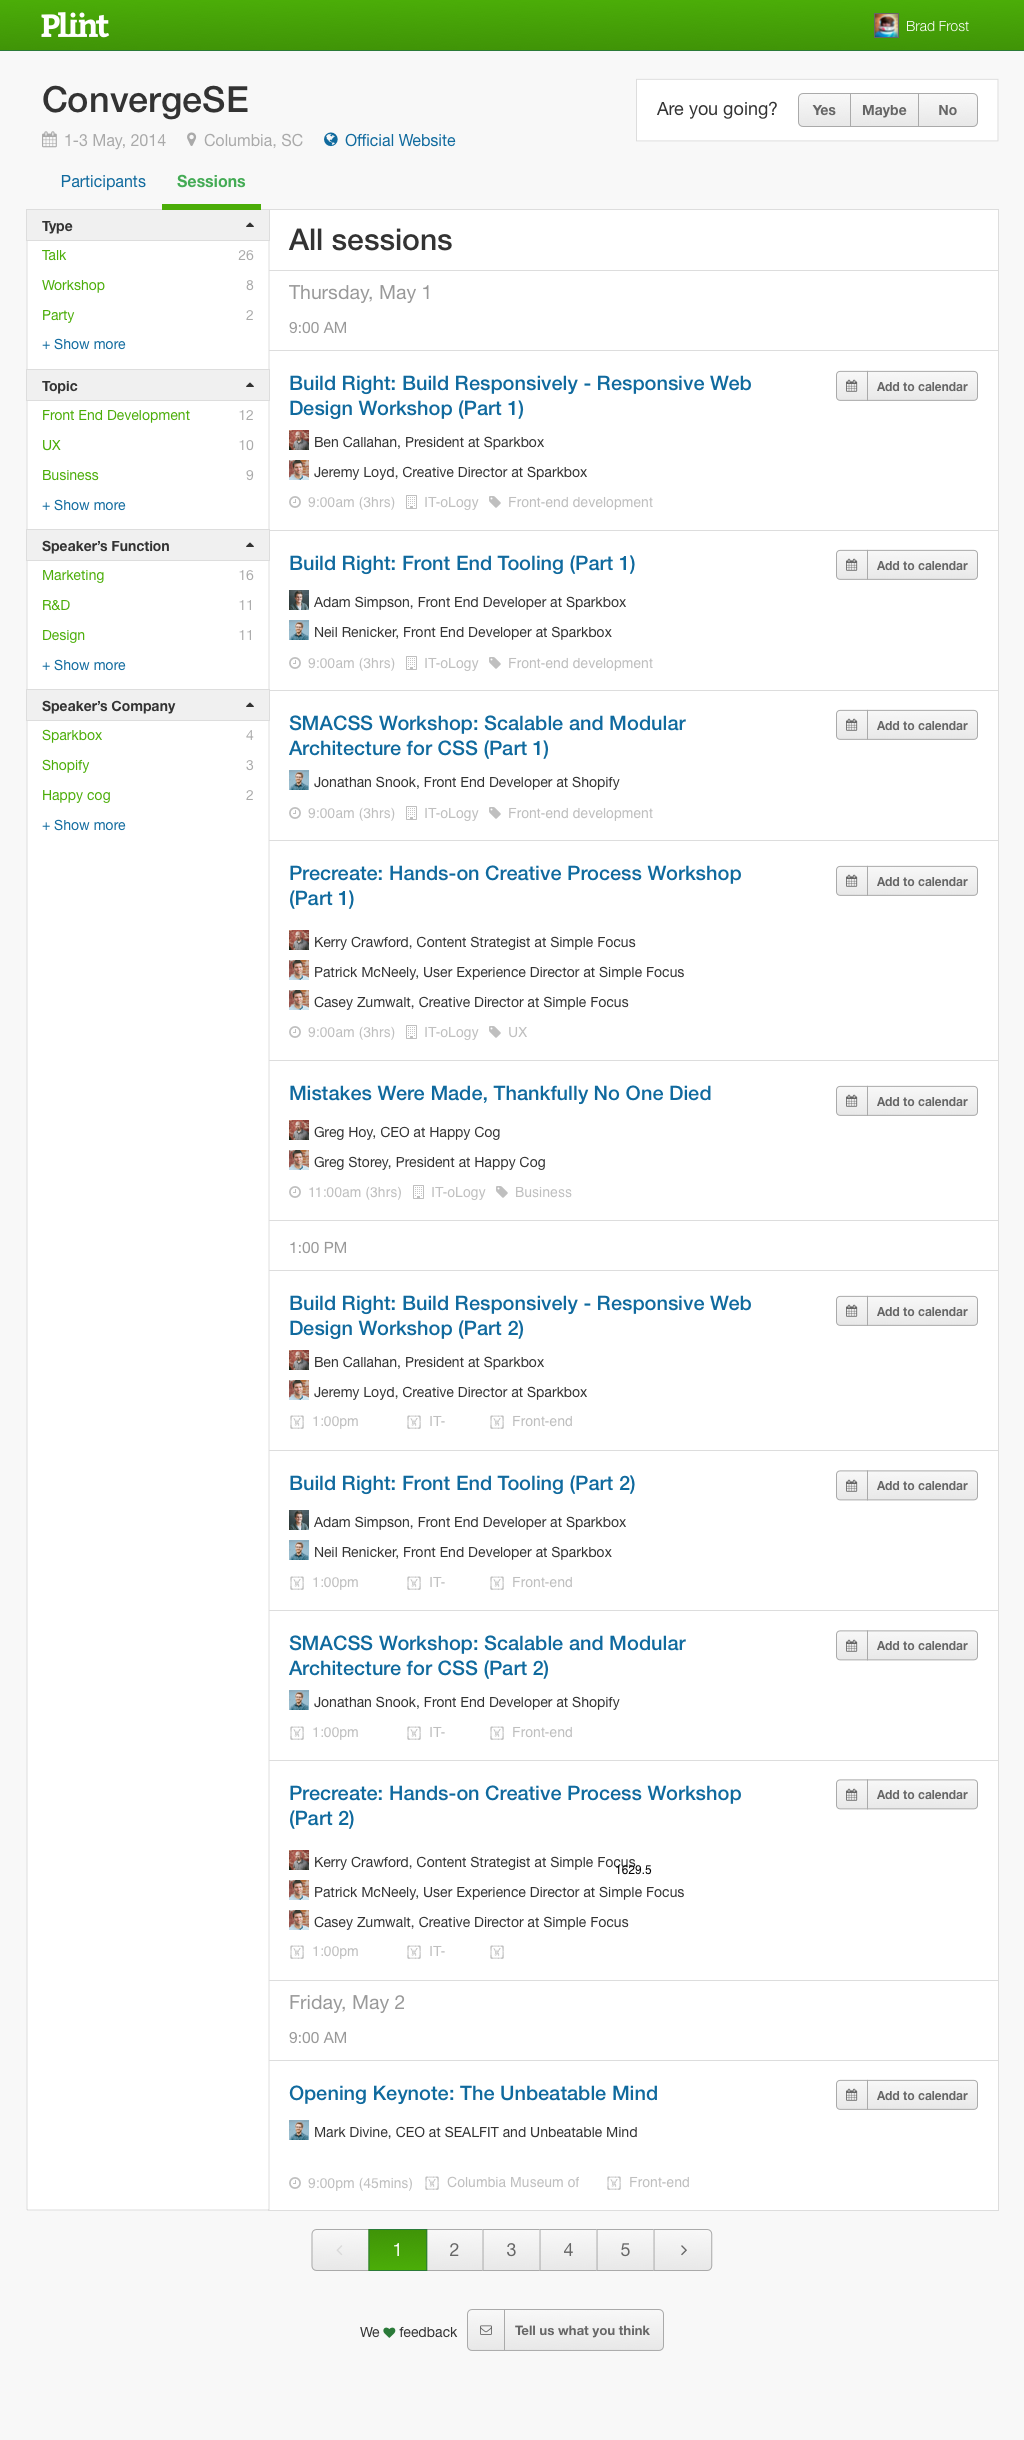 Plint
Brad Frost
ConvergeSE
1-3 May, 2014 Columbia, SC Official Website
Are you going? Yes Maybe No
Participants Sessions
Type
Talk 26
Workshop 8
Party 2
+ Show more
Topic
Front End Development 12
UX 10
Business 9
+ Show more
Speaker's Function
Marketing 16
R&D 11
Design 11
+ Show more
Speaker's Company
Sparkbox 4
Shopify 3
Happy cog 2
+ Show more
All sessions
Thursday, May 1
9:00 AM
Build Right: Build Responsively - Responsive Web
Design Workshop (Part 1)
Add to calendar
Ben Callahan, President at Sparkbox
Jeremy Loyd, Creative Director at Sparkbox
9:00am (3hrs) IT-oLogy Front-end development
Build Right: Front End Tooling (Part 1)
Add to calendar
Adam Simpson, Front End Developer at Sparkbox
Neil Renicker, Front End Developer at Sparkbox
9:00am (3hrs) IT-oLogy Front-end development
SMACSS Workshop: Scalable and Modular
Architecture for CSS (Part 1)
Add to calendar
Jonathan Snook, Front End Developer at Shopify
9:00am (3hrs) IT-oLogy Front-end development
Precreate: Hands-on Creative Process Workshop
(Part 1)
Add to calendar
Kerry Crawford, Content Strategist at Simple Focus
Patrick McNeely, User Experience Director at Simple Focus
Casey Zumwalt, Creative Director at Simple Focus
9:00am (3hrs) IT-oLogy UX
Mistakes Were Made, Thankfully No One Died
Add to calendar
Greg Hoy, CEO at Happy Cog
Greg Storey, President at Happy Cog
11:00am (3hrs) IT-oLogy Business
1:00 PM
Build Right: Build Responsively - Responsive Web
Design Workshop (Part 2)
Add to calendar
Ben Callahan, President at Sparkbox
Jeremy Loyd, Creative Director at Sparkbox
1:00pm IT- Front-end
Build Right: Front End Tooling (Part 2)
Add to calendar
Adam Simpson, Front End Developer at Sparkbox
Neil Renicker, Front End Developer at Sparkbox
1:00pm IT- Front-end
SMACSS Workshop: Scalable and Modular
Architecture for CSS (Part 2)
Add to calendar
Jonathan Snook, Front End Developer at Shopify
1:00pm IT- Front-end
Precreate: Hands-on Creative Process Workshop
(Part 2)
Add to calendar
Kerry Crawford, Content Strategist at Simple Focus
1629.5
Patrick McNeely, User Experience Director at Simple Focus
Casey Zumwalt, Creative Director at Simple Focus
1:00pm IT-
Friday, May 2
9:00 AM
Opening Keynote: The Unbeatable Mind
Add to calendar
Mark Divine, CEO at SEALFIT and Unbeatable Mind
9:00pm (45mins) Columbia Museum of Front-end
< 1 2 3 4 5 >
We ♥ feedback Tell us what you think